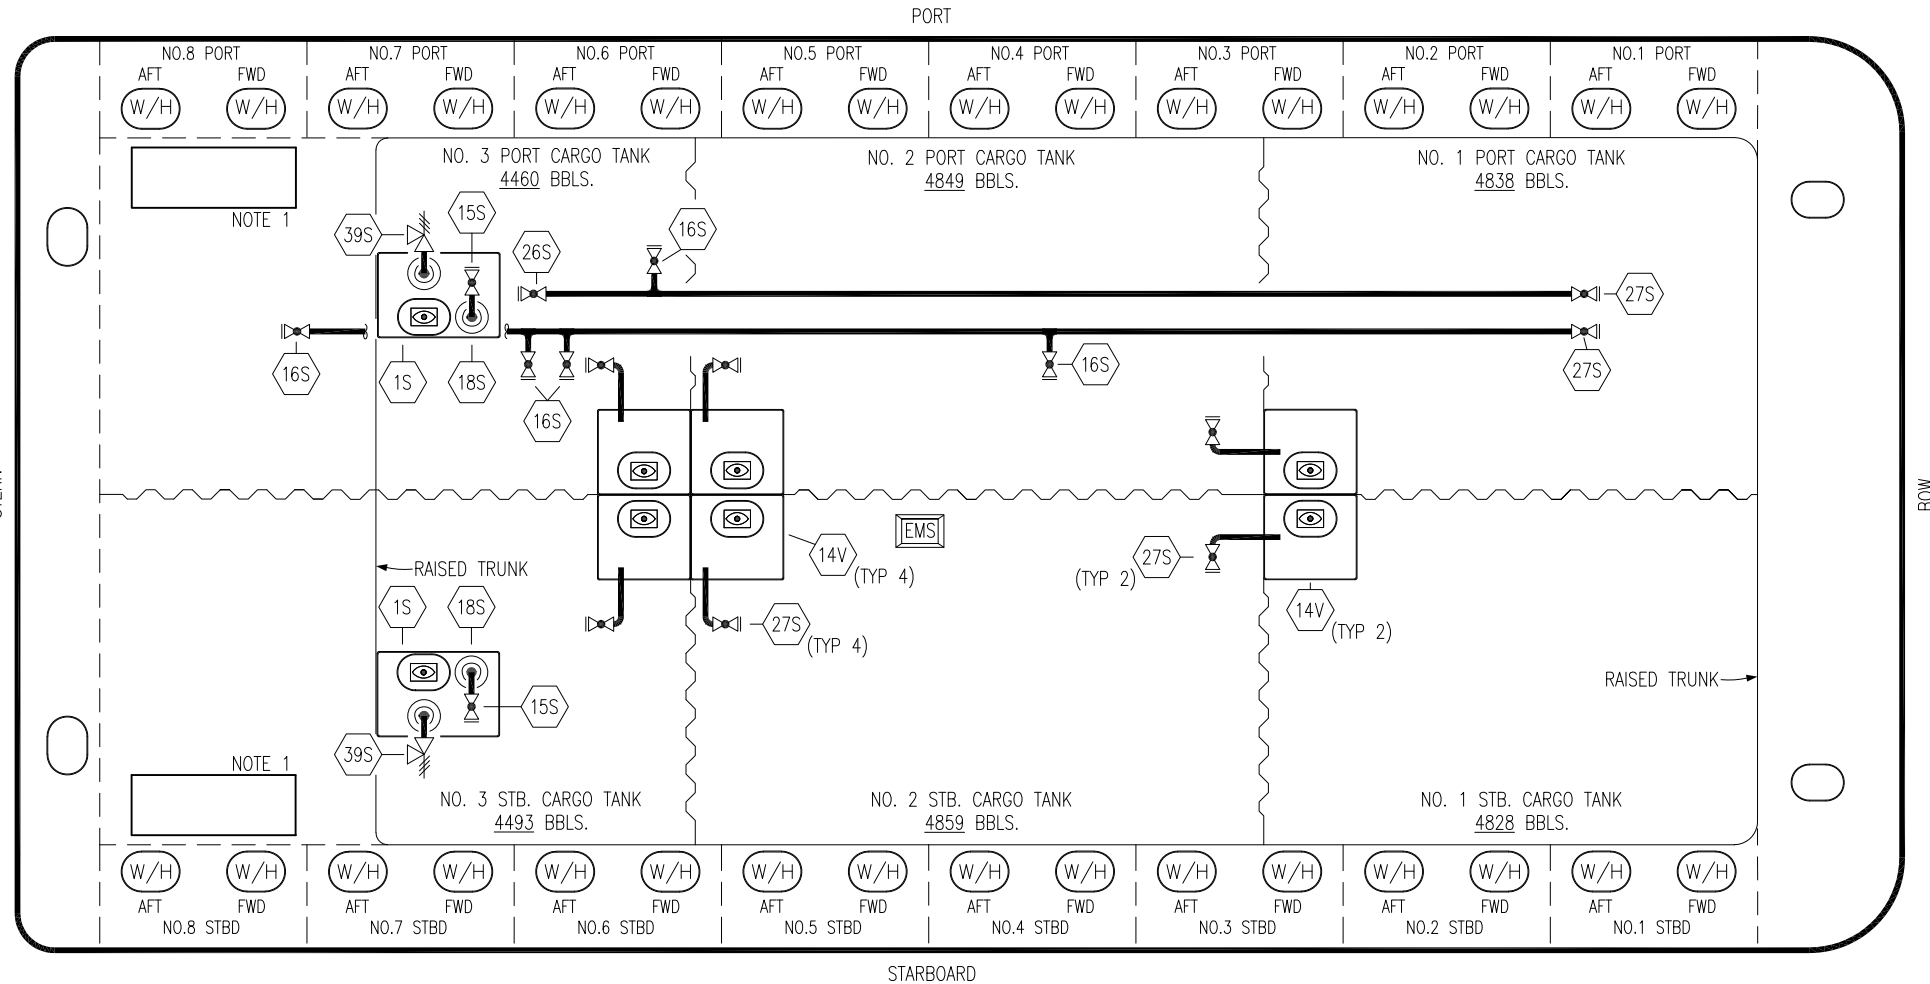 PORT
NO.8 PORT NO.7 PORT NO.6 PORT NO.5 PORT NO.4 PORT NO.3 PORT NO.2 PORT NO.1 PORT
AFT FWD AFT FWD AFT FWD AFT FWD AFT FWD AFT FWD AFT FWD AFT FWD
W/H W/H W/H W/H W/H W/H W/H W/H W/H W/H W/H W/H W/H W/H W/H W/H
NO. 3 PORT CARGO TANK
4460 BBLS.
NO. 2 PORT CARGO TANK
4849 BBLS.
NO. 1 PORT CARGO TANK
4838 BBLS.
NOTE 1
15S
39S
16S
26S
27S
16S
1S
18S
16S
16S
27S
EMS
14V
(TYP 4)
27S
(TYP 2)
RAISED TRUNK
1S
18S
27S
(TYP 4)
14V
(TYP 2)
RAISED TRUNK
15S
39S
NOTE 1
NO. 3 STB. CARGO TANK
4493 BBLS.
NO. 2 STB. CARGO TANK
4859 BBLS.
NO. 1 STB. CARGO TANK
4828 BBLS.
W/H W/H W/H W/H W/H W/H W/H W/H W/H W/H W/H W/H W/H W/H W/H W/H
AFT FWD AFT FWD AFT FWD AFT FWD AFT FWD AFT FWD AFT FWD AFT FWD
NO.8 STBD NO.7 STBD NO.6 STBD NO.5 STBD NO.4 STBD NO.3 STBD NO.2 STBD NO.1 STBD
STARBOARD